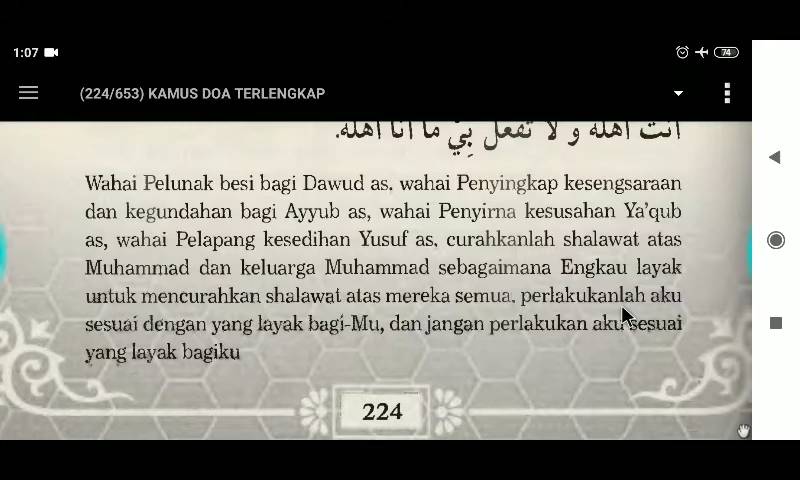 1:07
74
(224/653) KAMUS DOA TERLENGKAP
أنت أهله و لا تفعل بي ما أنا أهله.
Wahai Pelunak besi bagi Dawud as, wahai Penyingkap kesengsaraan
dan kegundahan bagi Ayyub as, wahai Penyirna kesusahan Ya'qub
as, wahai Pelapang kesedihan Yusuf as, curahkanlah shalawat atas
Muhammad dan keluarga Muhammad sebagaimana Engkau layak
untuk mencurahkan shalawat atas mereka semua, perlakukanlah aku
sesuai dengan yang layak bagi-Mu, dan jangan perlakukan aku sesuai
yang layak bagiku
224